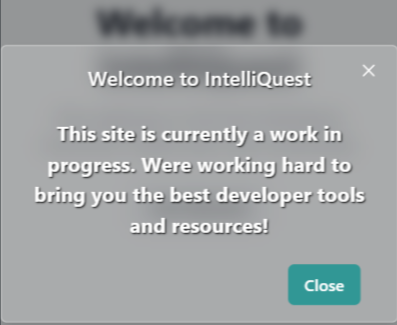 Welcome to
Welcome to IntelliQuest
This site is currently a work in
progress. Were working hard to
bring you the best developer tools
and resources!
Close